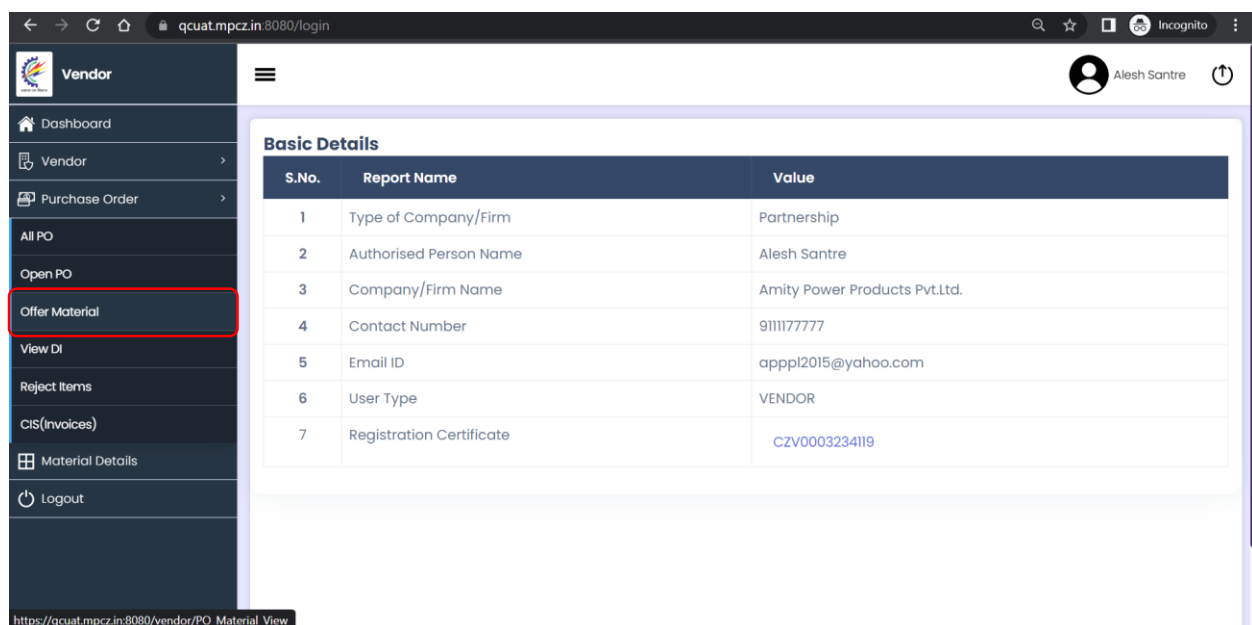 qcuat.mpcz.in:8080/login
Incognito
Vendor
Alesh Santre
Dashboard
Vendor
Purchase Order
All PO
Open PO
Offer Material
View DI
Reject Items
CIS(Invoices)
Material Details
Logout
Basic Details
S.No. Report Name Value
1 Type of Company/Firm Partnership
2 Authorised Person Name Alesh Santre
3 Company/Firm Name Amity Power Products Pvt.Ltd.
4 Contact Number 9111177777
5 Email ID apppl2015@yahoo.com
6 User Type VENDOR
7 Registration Certificate CZV0003234119
https://qcuat.mpcz.in:8080/vendor/PO_Material_View